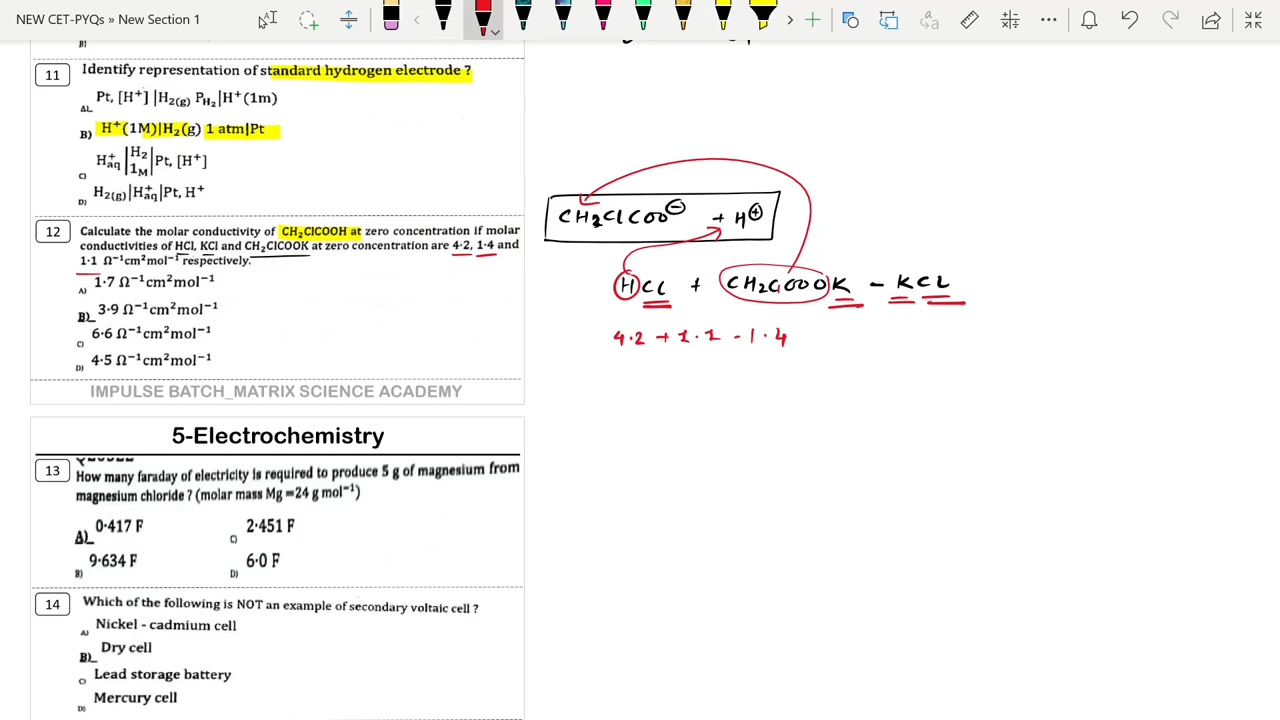 NEW CET-PYQs » New Section 1
B)
11
Identify representation of standard hydrogen electrode ?
A) Pt, [H⁺] |H₂(g) P_H₂|H⁺(1m)
B) H⁺(1M)|H₂(g) 1 atm|Pt
C) H⁺aq |H₂ 1M| Pt, [H⁺]
D) H₂(g)|H⁺aq|Pt, H⁺
12
Calculate the molar conductivity of CH₂ClCOOH at zero concentration if molar
conductivities of HCl, KCl and CH₂ClCOOK at zero concentration are 4·2, 1·4 and
1·1 Ω⁻¹cm²mol⁻¹ respectively.
A) 1·7 Ω⁻¹cm²mol⁻¹
B) 3·9 Ω⁻¹cm²mol⁻¹
C) 6·6 Ω⁻¹cm²mol⁻¹
D) 4·5 Ω⁻¹cm²mol⁻¹
IMPULSE BATCH_MATRIX SCIENCE ACADEMY
CH₂ClCOO⊖ + H⊕
HCl + CH₂ClCOOK - KCL
4·2 + 1·1 - 1·4
5-Electrochemistry
13
How many faraday of electricity is required to produce 5 g of magnesium from
magnesium chloride ? (molar mass Mg =24 g mol⁻¹)
A) 0·417 F C) 2·451 F
B) 9·634 F D) 6·0 F
14
Which of the following is NOT an example of secondary voltaic cell ?
A) Nickel - cadmium cell
B) Dry cell
C) Lead storage battery
D) Mercury cell